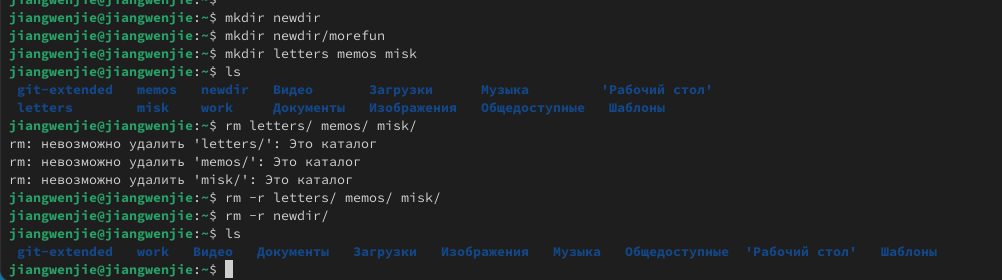 jiangwenjie@jiangwenjie:~$ mkdir newdir
jiangwenjie@jiangwenjie:~$ mkdir newdir/morefun
jiangwenjie@jiangwenjie:~$ mkdir letters memos misk
jiangwenjie@jiangwenjie:~$ ls
git-extended memos newdir Видео Загрузки Музыка 'Рабочий стол'
letters misk work Документы Изображения Общедоступные Шаблоны
jiangwenjie@jiangwenjie:~$ rm letters/ memos/ misk/
rm: невозможно удалить 'letters/': Это каталог
rm: невозможно удалить 'memos/': Это каталог
rm: невозможно удалить 'misk/': Это каталог
jiangwenjie@jiangwenjie:~$ rm -r letters/ memos/ misk/
jiangwenjie@jiangwenjie:~$ rm -r newdir/
jiangwenjie@jiangwenjie:~$ ls
git-extended work Видео Документы Загрузки Изображения Музыка Общедоступные 'Рабочий стол' Шаблоны
jiangwenjie@jiangwenjie:~$